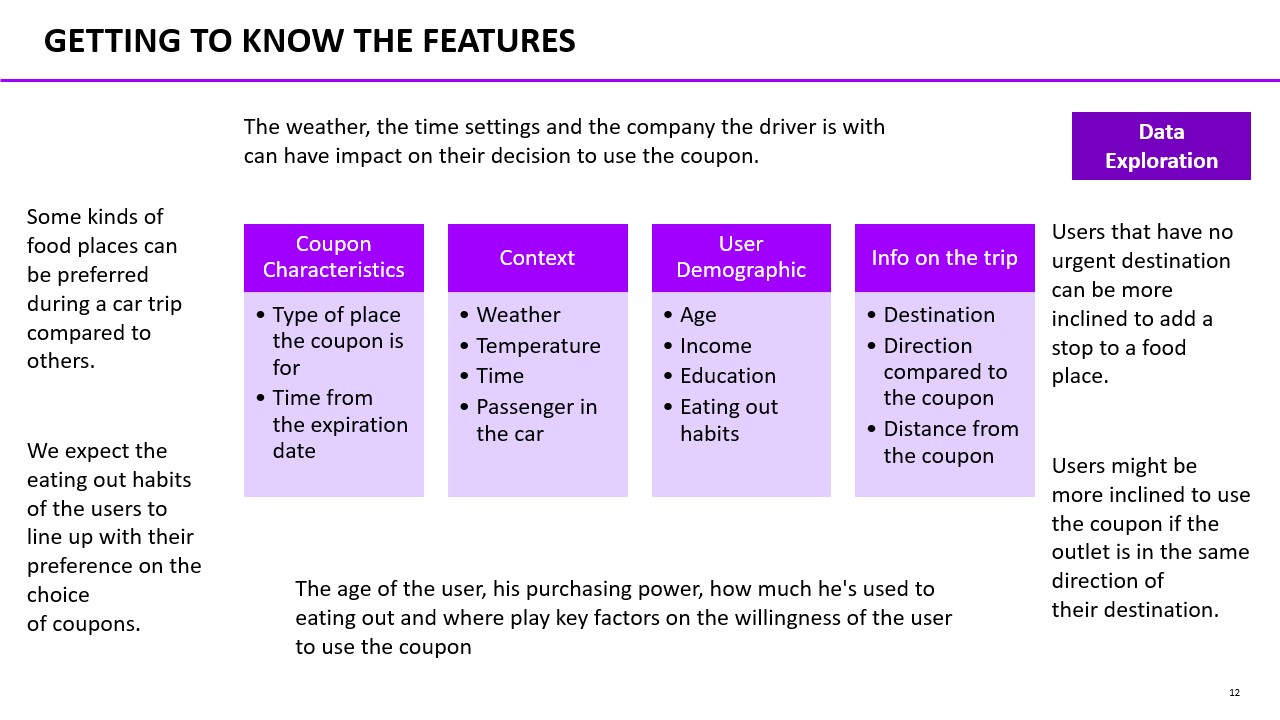 GETTING TO KNOW THE FEATURES
The weather, the time settings and the company the driver is with
can have impact on their decision to use the coupon.
Data
Exploration
Some kinds of
food places can
be preferred
during a car trip
compared to
others.
We expect the
eating out habits
of the users to
line up with their
preference on the
choice
of coupons.
Coupon
Characteristics
• Type of place
the coupon is
for
• Time from
the expiration
date
Context
• Weather
• Temperature
• Time
• Passenger in
the car
User
Demographic
• Age
• Income
• Education
• Eating out
habits
Info on the trip
• Destination
• Direction
compared to
the coupon
• Distance from
the coupon
Users that have no
urgent destination
can be more
inclined to add a
stop to a food
place.
Users might be
more inclined to use
the coupon if the
outlet is in the same
direction of
their destination.
The age of the user, his purchasing power, how much he's used to
eating out and where play key factors on the willingness of the user
to use the coupon
12